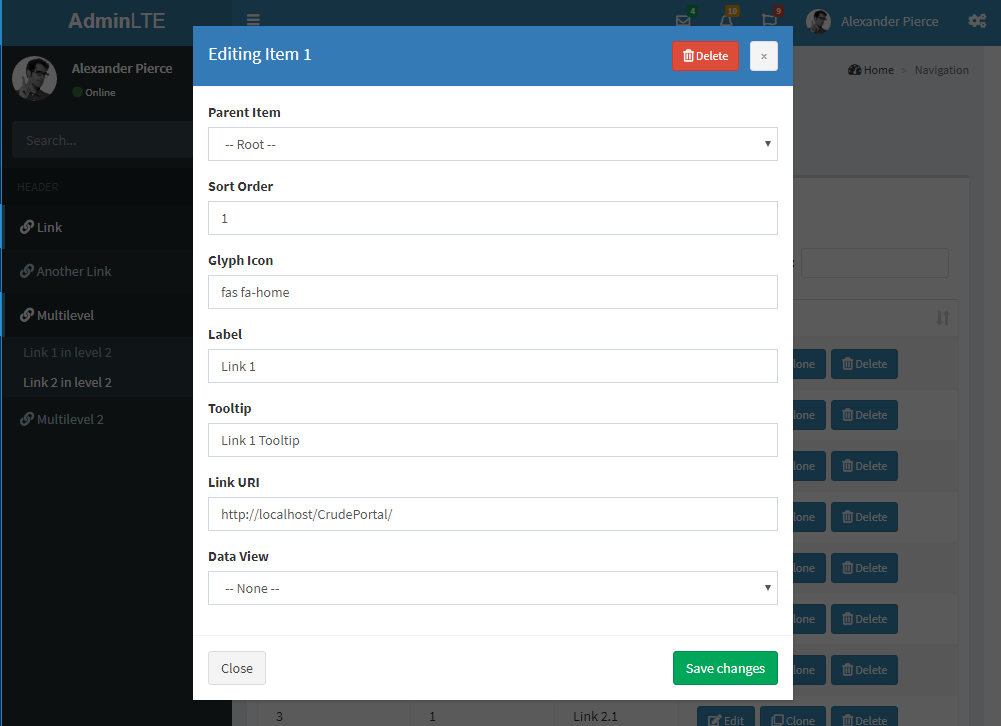 AdminLTE
4
10
9
Alexander Pierce
Alexander Pierce
Online
Search...
HEADER
Link
Another Link
Multilevel
Link 1 in level 2
Link 2 in level 2
Multilevel 2
Home > Navigation
Editing Item 1
Delete
×
Parent Item
-- Root --
Sort Order
1
Glyph Icon
fas fa-home
Label
Link 1
Tooltip
Link 1 Tooltip
Link URI
http://localhost/CrudePortal/
Data View
-- None --
Close
Save changes
:
lone Delete
lone Delete
lone Delete
lone Delete
lone Delete
lone Delete
lone Delete
3 1 Link 2.1 Edit Clone Delete